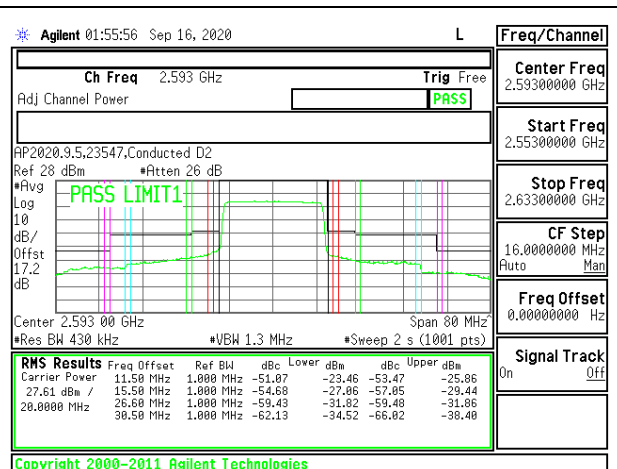 Agilent 01:55:56 Sep 16, 2020 L Freq/Channel
Ch Freq 2.593 GHz Trig Free
Adj Channel Power PASS
Center Freq
2.59300000 GHz
Start Freq
2.55300000 GHz
AP2020.9.5,23547,Conducted D2
Ref 28 dBm #Atten 26 dB
#Avg
Log
10
dB/
Offst
17.2
dB
PASS LIMIT1
Stop Freq
2.63300000 GHz
CF Step
16.0000000 MHz
Auto Man
Freq Offset
0.00000000 Hz
Center 2.593 00 GHz Span 80 MHz^
#Res BW 430 kHz #VBW 1.3 MHz #Sweep 2 s (1001 pts)
Signal Track
On Off
RMS Results Freq Offset Ref BW dBc Lower dBm dBc Upper dBm
Carrier Power 11.50 MHz 1.000 MHz -51.07 -23.46 -53.47 -25.86
27.61 dBm / 15.50 MHz 1.000 MHz -54.68 -27.06 -57.05 -29.44
20.0000 MHz 26.60 MHz 1.000 MHz -59.43 -31.82 -59.48 -31.86
30.50 MHz 1.000 MHz -62.13 -34.52 -66.02 -38.40
Copyright 2000-2011 Agilent Technologies